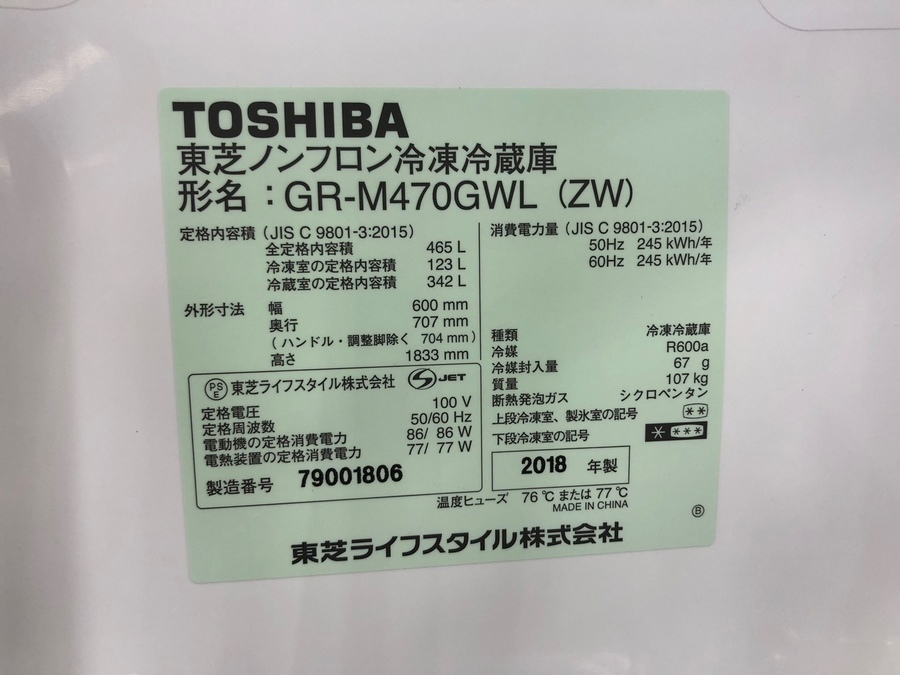 TOSHIBA
東芝ノンフロン冷凍冷蔵庫
形名：GR-M470GWL (ZW)
定格内容積（JIS C 9801-3:2015）
全定格内容積 465 L
冷凍室の定格内容積 123 L
冷蔵室の定格内容積 342 L
外形寸法 幅 600 mm
奥行 707 mm
（ハンドル・調整脚除く 704 mm）
高さ 1833 mm
PSE 東芝ライフスタイル株式会社 S JET
定格電圧 100 V
定格周波数 50/60 Hz
電動機の定格消費電力 86/ 86 W
電熱装置の定格消費電力 77/ 77 W
製造番号 79001806
消費電力量（JIS C 9801-3:2015）
50Hz 245 kWh/年
60Hz 245 kWh/年
種類 冷凍冷蔵庫
冷媒 R600a
冷媒封入量 67 g
質量 107 kg
断熱発泡ガス シクロペンタン
上段冷凍室、製氷室の記号 **
下段冷凍室の記号 * ***
2018 年製
温度ヒューズ 76 ℃ または 77 ℃
MADE IN CHINA
B
東芝ライフスタイル株式会社